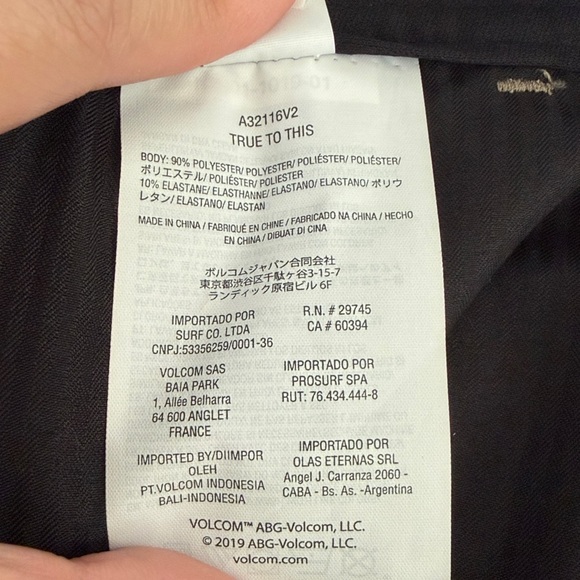 A32116V2
TRUE TO THIS
BODY: 90% POLYESTER/ POLYESTER/ POLIÉSTER/ POLIÉSTER/
ポリエステル/ POLIÉSTER/ POLIESTER
10% ELASTANE/ ELASTHANNE/ ELASTANO/ ELASTANO/ ポリウ
レタン/ ELASTANO/ ELASTAN
MADE IN CHINA / FABRIQUÉ EN CHINE / FABRICADO NA CHINA / HECHO
EN CHINA / DIBUAT DI CINA
ボルコムジャパン合同会社
東京都渋谷区千駄ヶ谷3-15-7
ランディック原宿ビル 6F
IMPORTADO POR
SURF CO. LTDA
CNPJ:53356259/0001-36
R.N. # 29745
CA # 60394
VOLCOM SAS
BAIA PARK
1, Allée Belharra
64 600 ANGLET
FRANCE
IMPORTADO POR
PROSURF SPA
RUT: 76.434.444-8
IMPORTED BY/DIIMPOR
OLEH
PT.VOLCOM INDONESIA
BALI-INDONESIA
IMPORTADO POR
OLAS ETERNAS SRL
Angel J. Carranza 2060 -
CABA - Bs. As. -Argentina
VOLCOM™ ABG-Volcom, LLC.
© 2019 ABG-Volcom, LLC.
volcom.com